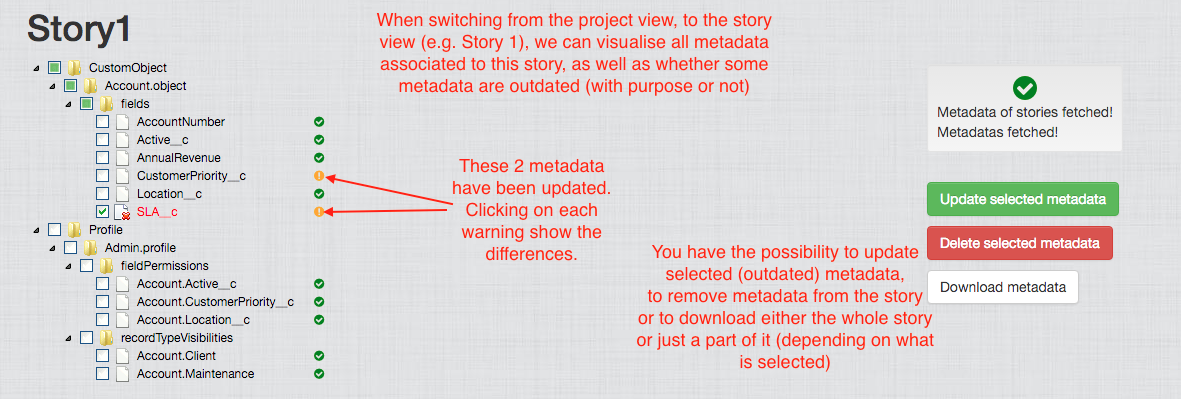 Story1
CustomObject
Account.object
fields
AccountNumber
Active__c
AnnualRevenue
CustomerPriority__c
Location__c
SLA__c
Profile
Admin.profile
fieldPermissions
Account.Active__c
Account.CustomerPriority__c
Account.Location__c
recordTypeVisibilities
Account.Client
Account.Maintenance
When switching from the project view, to the story
view (e.g. Story 1), we can visualise all metadata
associated to this story, as well as whether some
metadata are outdated (with purpose or not)
These 2 metadata
have been updated.
Clicking on each
warning show the
differences.
You have the possibility to update
selected (outdated) metadata,
to remove metadata from the story
or to download either the whole story
or just a part of it (depending on what
is selected)
Metadata of stories fetched!
Metadatas fetched!
Update selected metadata
Delete selected metadata
Download metadata